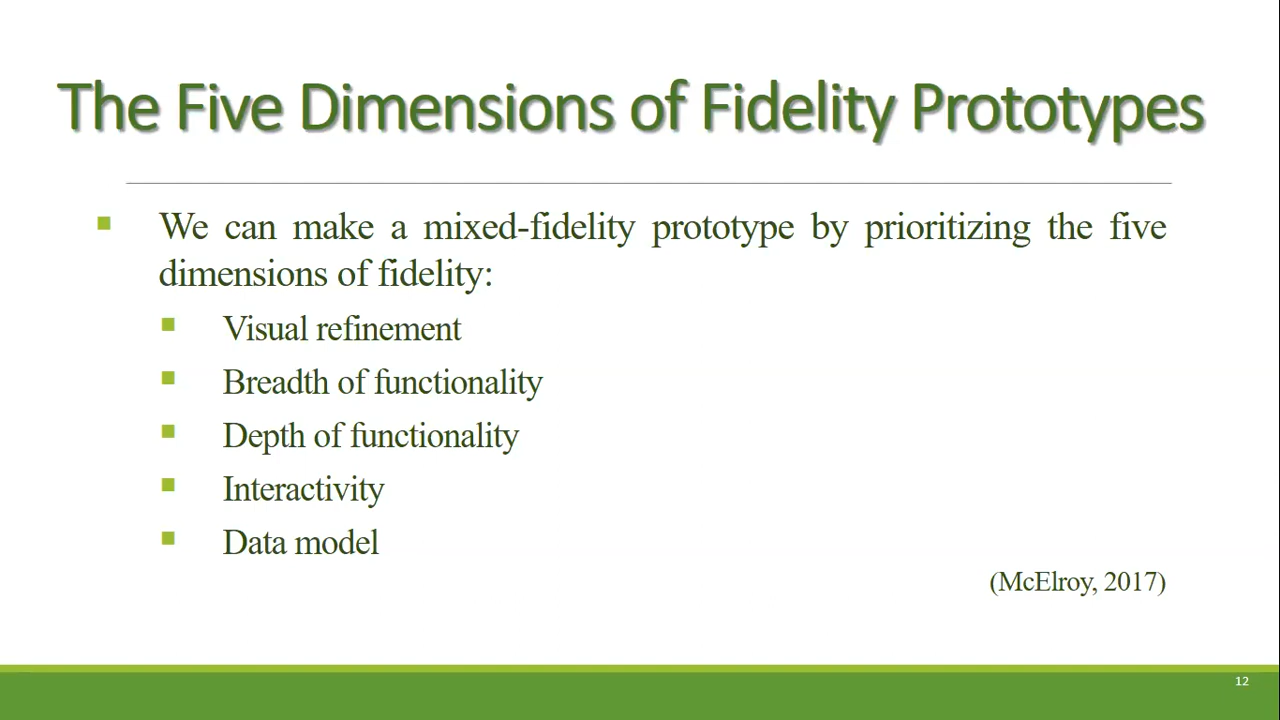 The Five Dimensions of Fidelity Prototypes
We can make a mixed-fidelity prototype by prioritizing the five
dimensions of fidelity:
Visual refinement
Breadth of functionality
Depth of functionality
Interactivity
Data model
(McElroy, 2017)
12